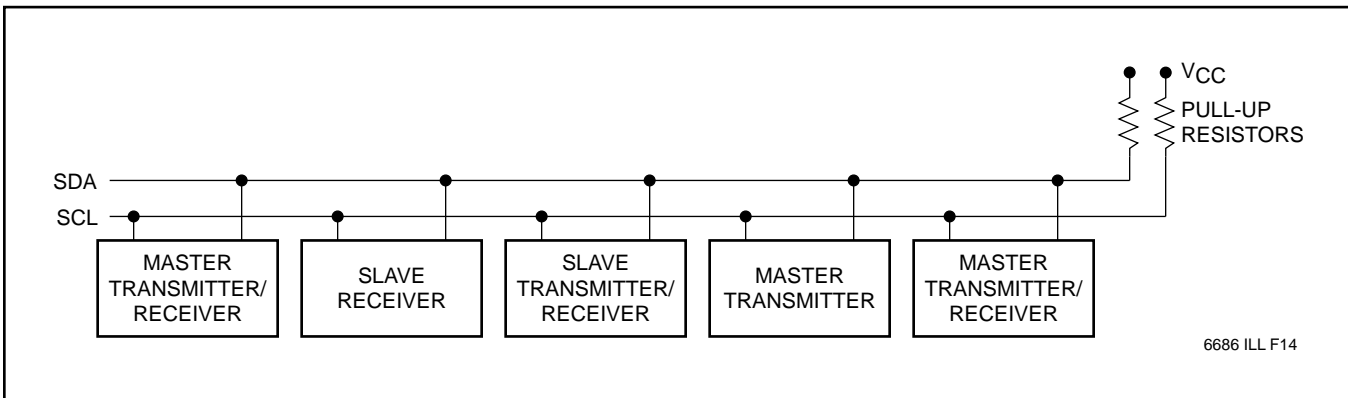 VCC
PULL-UP
RESISTORS
SDA
SCL
MASTER
TRANSMITTER/
RECEIVER
SLAVE
RECEIVER
SLAVE
TRANSMITTER/
RECEIVER
MASTER
TRANSMITTER
MASTER
TRANSMITTER/
RECEIVER
6686 ILL F14